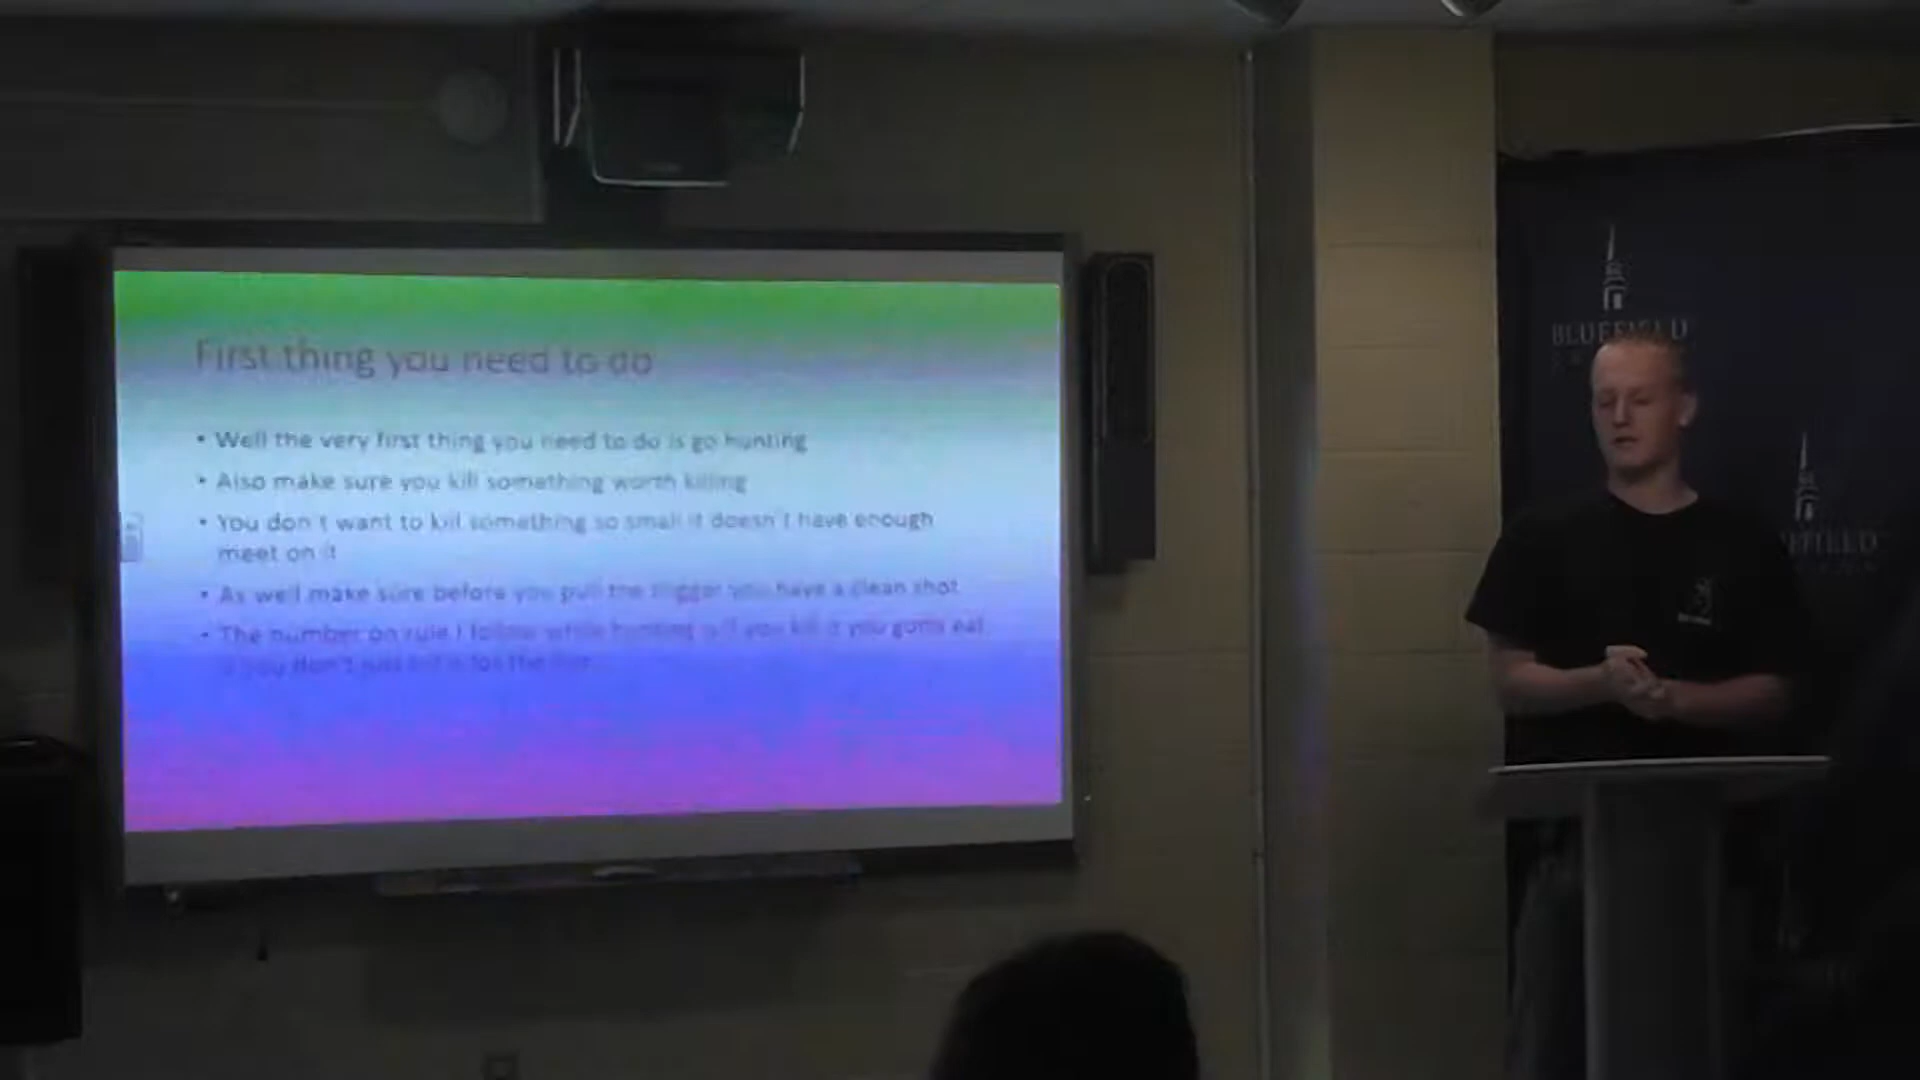 First thing you need to do
• Well the very first thing you need to do is go hunting
• Also make sure you kill something worth killing
• You don't want to kill something so small it doesn't have enough
meet on it
• As well make sure before you pull the trigger you have a clean shot
• The number on rule I follow while hunting is if you kill it you gotta eat
you don't just kill it for the
BLUEFIELD